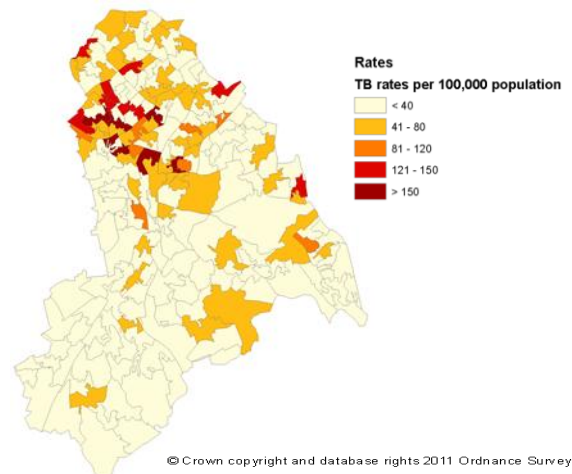 Rates
TB rates per 100,000 population
< 40
41 - 80
81 - 120
121 - 150
> 150
© Crown copyright and database rights 2011 Ordnance Survey